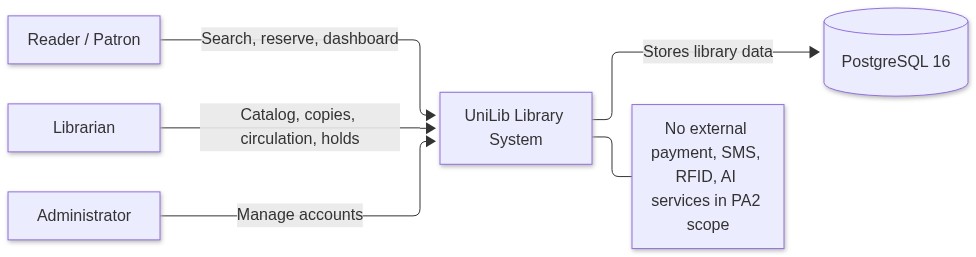 Reader / Patron
Search, reserve, dashboard
Librarian
Catalog, copies,
circulation, holds
Administrator
Manage accounts
UniLib Library
System
Stores library data
PostgreSQL 16
No external
payment, SMS,
RFID, AI
services in PA2
scope